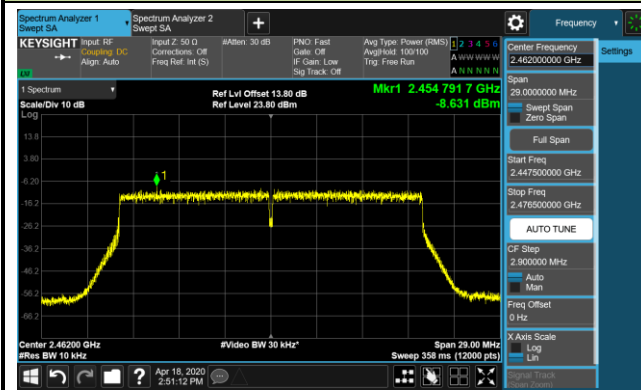 Spectrum Analyzer 1
Swept SA
Spectrum Analyzer 2
Swept SA
+
Frequency
KEYSIGHT
Input: RF
Coupling: DC
Align: Auto
Input Z: 50 Ω
Corrections: Off
Freq Ref: Int (S)
#Atten: 30 dB
PNO: Fast
Gate: Off
IF Gain: Low
Sig Track: Off
Avg Type: Power (RMS)
Avg|Hold: 100/100
Trig: Free Run
1 2 3 4 5 6
A W W W W W
A N N N N N
1 Spectrum
Scale/Div 10 dB
Log
Ref Lvl Offset 13.80 dB
Ref Level 23.80 dBm
Mkr1 2.454 791 7 GHz
-8.631 dBm
13.8
3.80
-6.20
-16.2
-26.2
-36.2
-46.2
-56.2
-66.2
1
Center 2.46200 GHz
#Res BW 10 kHz
#Video BW 30 kHz*
Span 29.00 MHz
Sweep 358 ms (12000 pts)
Apr 18, 2020
2:51:12 PM
?
Settings
Center Frequency
2.462000000 GHz
Span
29.0000000 MHz
Swept Span
Zero Span
Full Span
Start Freq
2.447500000 GHz
Stop Freq
2.476500000 GHz
AUTO TUNE
CF Step
2.900000 MHz
Auto
Man
Freq Offset
0 Hz
X Axis Scale
Log
Lin
Signal Track
(Span Zoom)